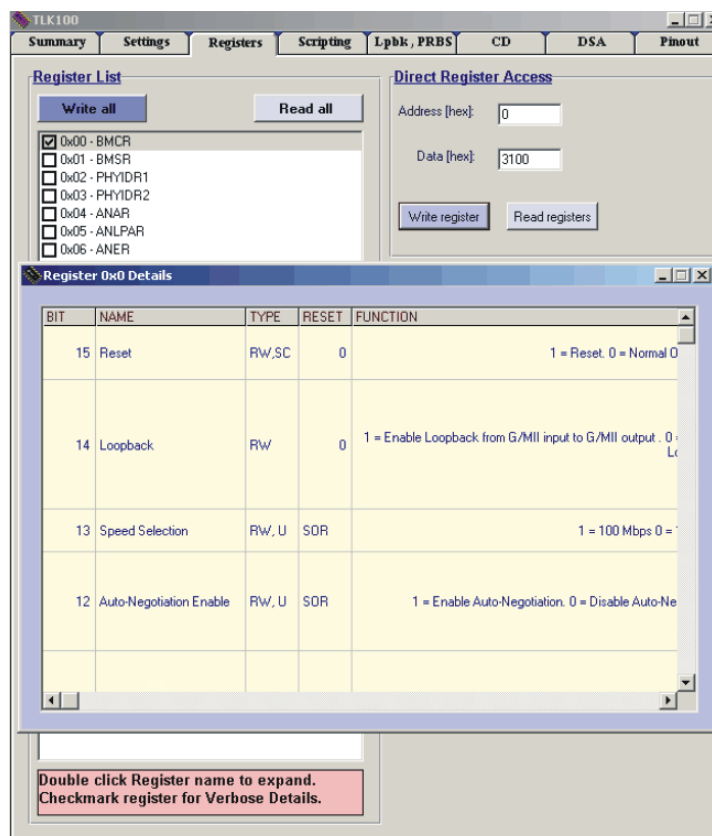 TLK100
Summary Settings Registers Scripting Lpbk, PRBS CD DSA Pinout
Register List
Write all Read all
0x00 - BMCR
0x01 - BMSR
0x02 - PHYIDR1
0x03 - PHYIDR2
0x04 - ANAR
0x05 - ANLPAR
0x06 - ANER
Direct Register Access
Address [hex]: 0
Data [hex]: 3100
Write register Read registers
Register 0x0 Details
BIT NAME TYPE RESET FUNCTION
15 Reset RW,SC 0 1 = Reset. 0 = Normal O
14 Loopback RW 0 1 = Enable Loopback from G/MII input to G/MII output . 0 =
Lo
13 Speed Selection RW, U SOR 1 = 100 Mbps 0 = 1
12 Auto-Negotiation Enable RW, U SOR 1 = Enable Auto-Negotiation. 0 = Disable Auto-Ne
Double click Register name to expand.
Checkmark register for Verbose Details.